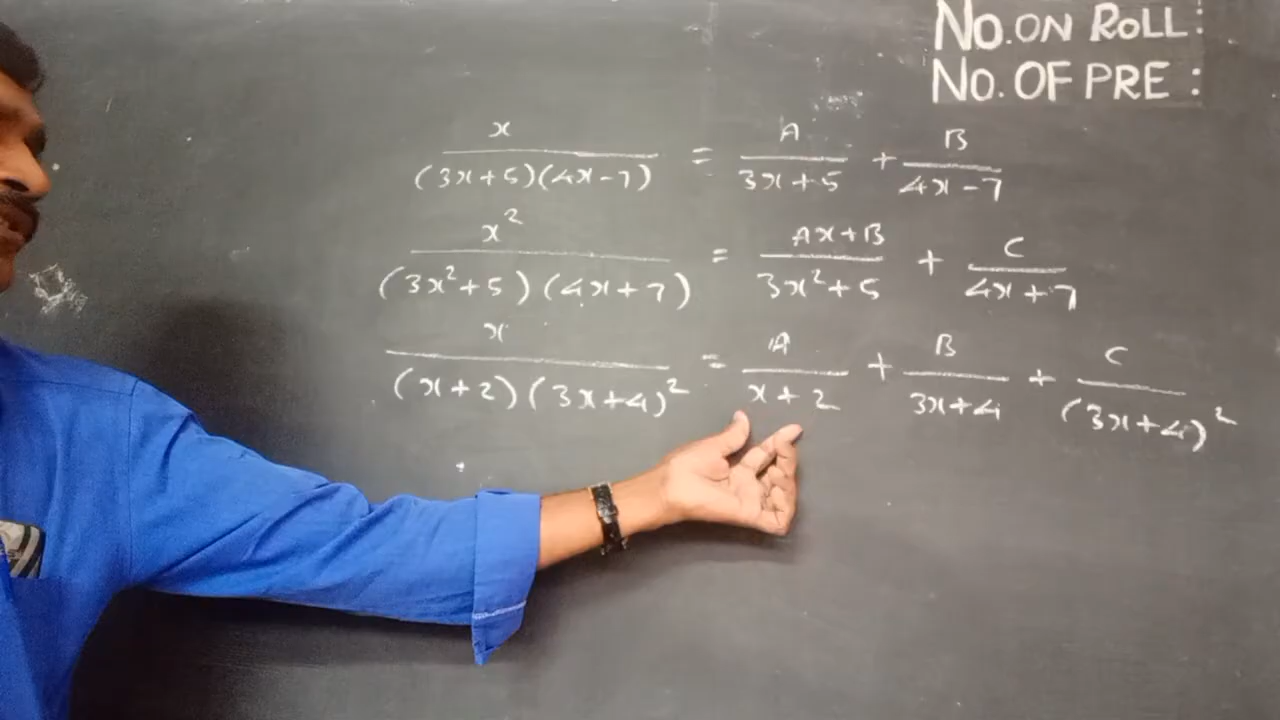 No. ON ROLL:
No. OF PRE :
x/((3x+5)(4x-7)) = A/(3x+5) + B/(4x-7)
x²/((3x²+5)(4x+7)) = (Ax+B)/(3x²+5) + C/(4x+7)
x/((x+2)(3x+4)²) = A/(x+2) + B/(3x+4) + C/(3x+4)²